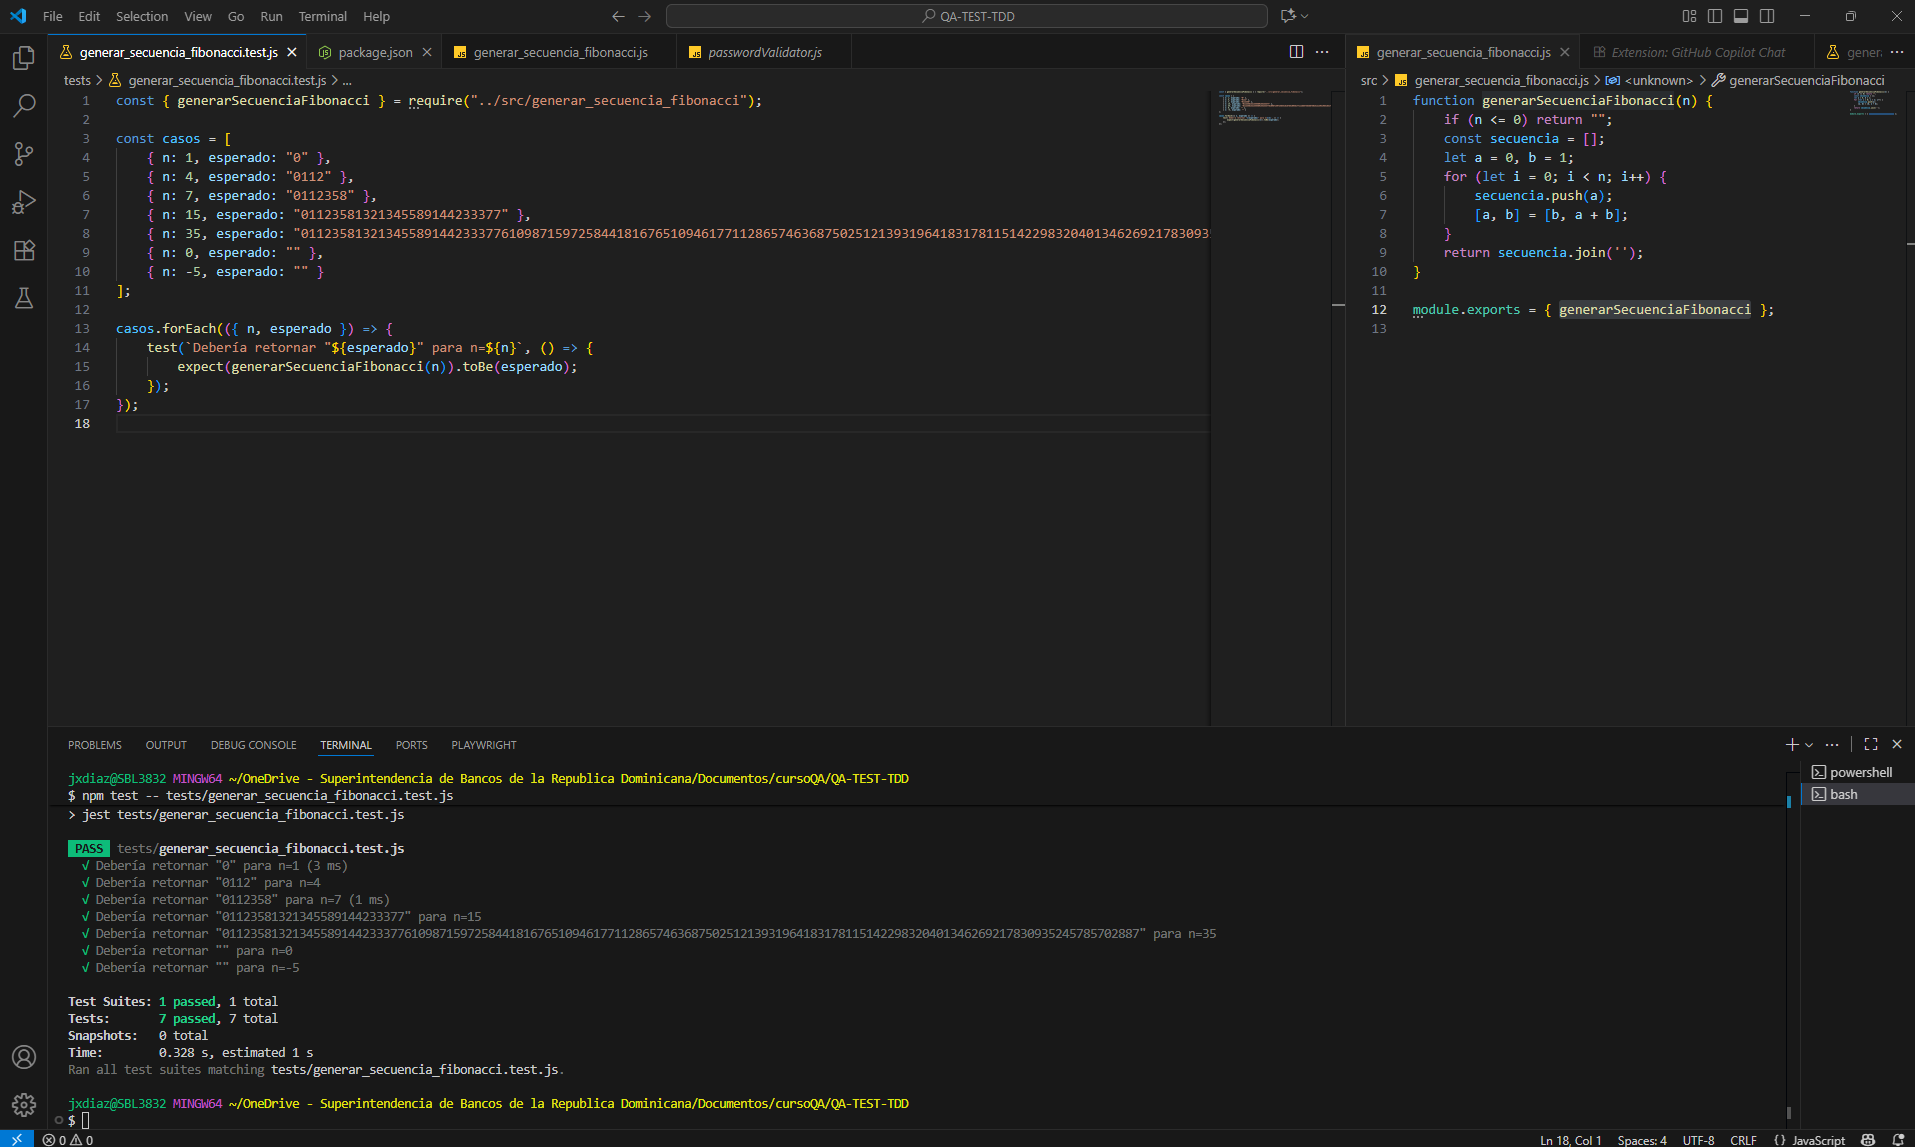 File Edit Selection View Go Run Terminal Help
QA-TEST-TDD
generar_secuencia_fibonacci.test.js
package.json
generar_secuencia_fibonacci.js
passwordValidator.js
tests > generar_secuencia_fibonacci.test.js > ...
1 const { generarSecuenciaFibonacci } = require("../src/generar_secuencia_fibonacci");
2
3 const casos = [
4 { n: 1, esperado: "0" },
5 { n: 4, esperado: "0112" },
6 { n: 7, esperado: "0112358" },
7 { n: 15, esperado: "01123581321345589144233377" },
8 { n: 35, esperado: "0112358132134558914423337761098715972584418167651094617711286574636875025121393196418317811514229832040134626921783093
9 { n: 0, esperado: "" },
10 { n: -5, esperado: "" }
11 ];
12
13 casos.forEach(({ n, esperado }) => {
14 test(`Debería retornar "${esperado}" para n=${n}`, () => {
15 expect(generarSecuenciaFibonacci(n)).toBe(esperado);
16 });
17 });
18
generar_secuencia_fibonacci.js
Extension: GitHub Copilot Chat
gener
src > generar_secuencia_fibonacci.js > <unknown> > generarSecuenciaFibonacci
1 function generarSecuenciaFibonacci(n) {
2 if (n <= 0) return "";
3 const secuencia = [];
4 let a = 0, b = 1;
5 for (let i = 0; i < n; i++) {
6 secuencia.push(a);
7 [a, b] = [b, a + b];
8 }
9 return secuencia.join('');
10 }
11
12 module.exports = { generarSecuenciaFibonacci };
13
PROBLEMS OUTPUT DEBUG CONSOLE TERMINAL PORTS PLAYWRIGHT
jxdiaz@SBL3832 MINGW64 ~/OneDrive - Superintendencia de Bancos de la Republica Dominicana/Documentos/cursoQA/QA-TEST-TDD
$ npm test -- tests/generar_secuencia_fibonacci.test.js
> jest tests/generar_secuencia_fibonacci.test.js
PASS tests/generar_secuencia_fibonacci.test.js
√ Debería retornar "0" para n=1 (3 ms)
√ Debería retornar "0112" para n=4
√ Debería retornar "0112358" para n=7 (1 ms)
√ Debería retornar "01123581321345589144233377" para n=15
√ Debería retornar "0112358132134558914423337761098715972584418167651094617711286574636875025121393196418317811514229832040134626921783093524578​5702887" para n=35
√ Debería retornar "" para n=0
√ Debería retornar "" para n=-5
Test Suites: 1 passed, 1 total
Tests: 7 passed, 7 total
Snapshots: 0 total
Time: 0.328 s, estimated 1 s
Ran all test suites matching tests/generar_secuencia_fibonacci.test.js.
jxdiaz@SBL3832 MINGW64 ~/OneDrive - Superintendencia de Bancos de la Republica Dominicana/Documentos/cursoQA/QA-TEST-TDD
$
powershell
bash
0 0
Ln 18, Col 1 Spaces: 4 UTF-8 CRLF {} JavaScript